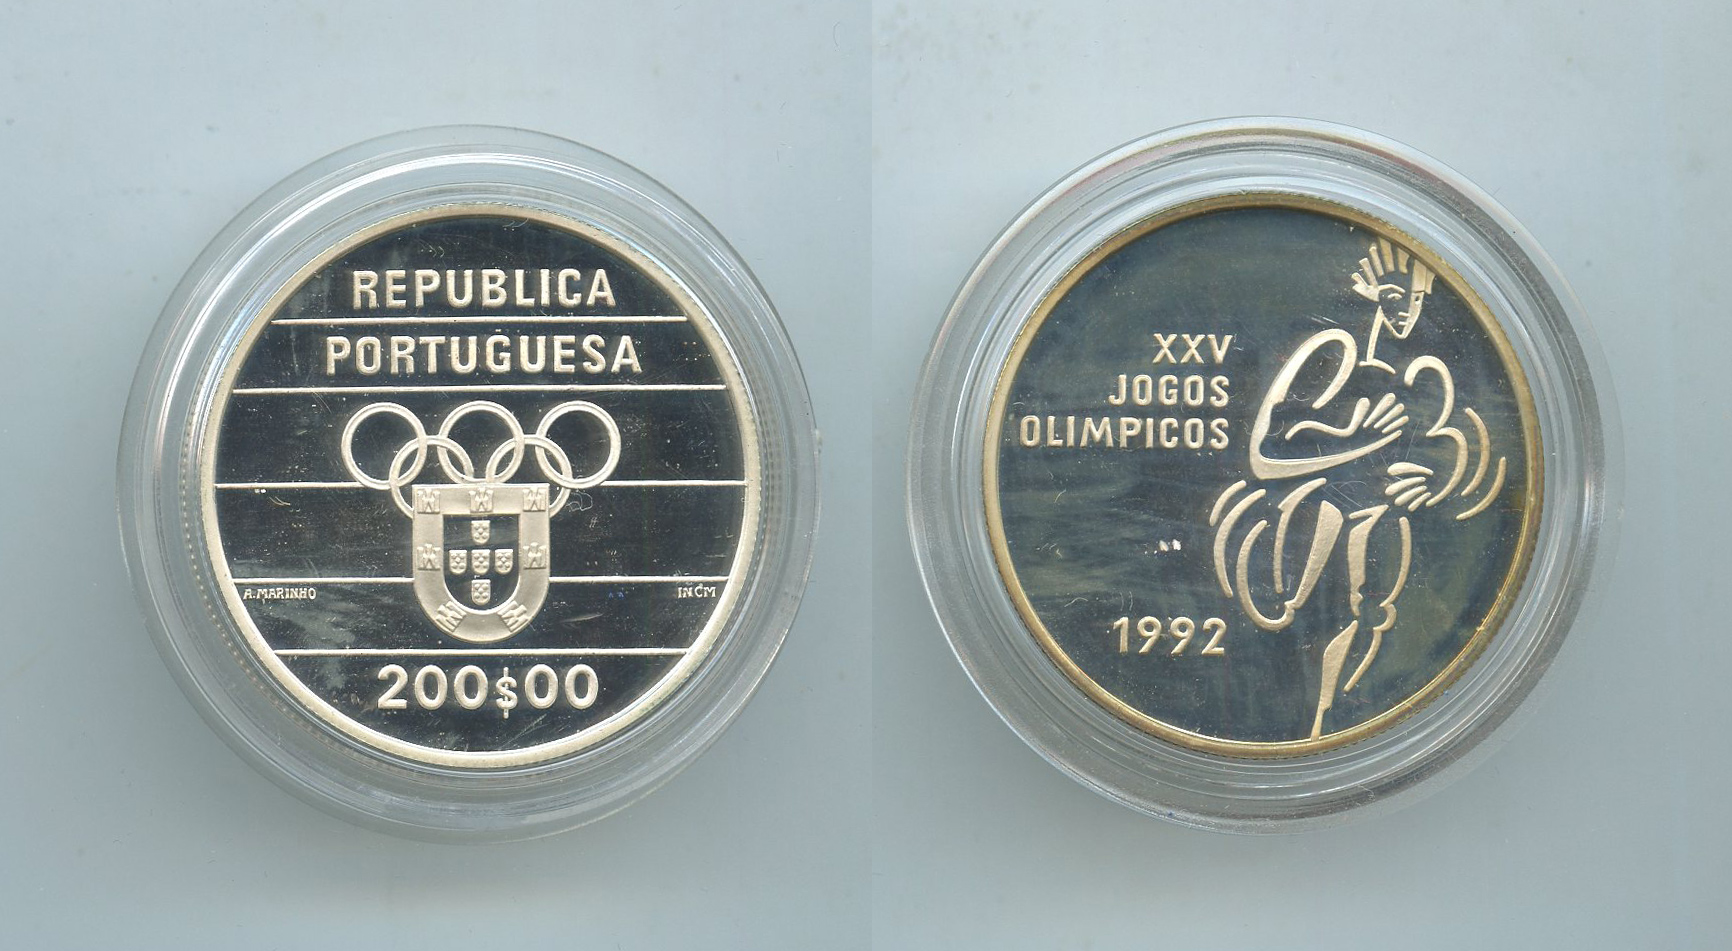 REPUBLICA
PORTUGUESA
A. MARINHO
INCM
200$00
XXV
JOGOS
OLIMPICOS
1992